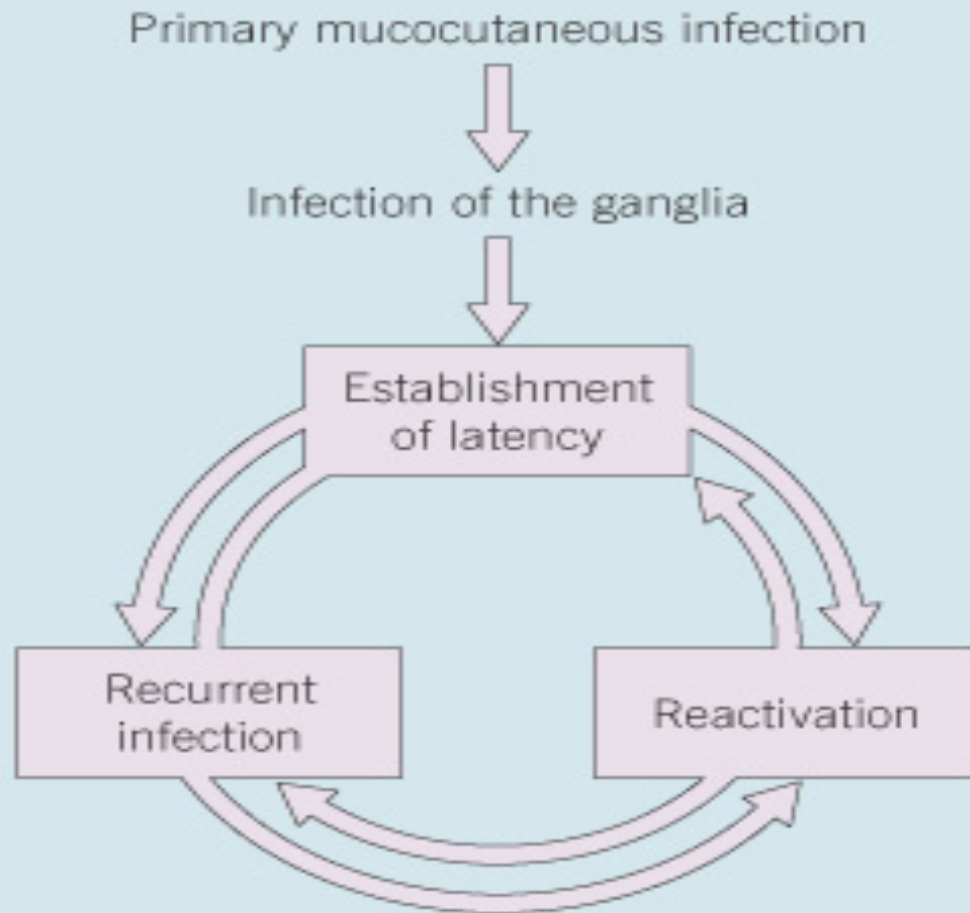 Primary mucocutaneous infection
Infection of the ganglia
Establishment
of latency
Recurrent
infection
Reactivation